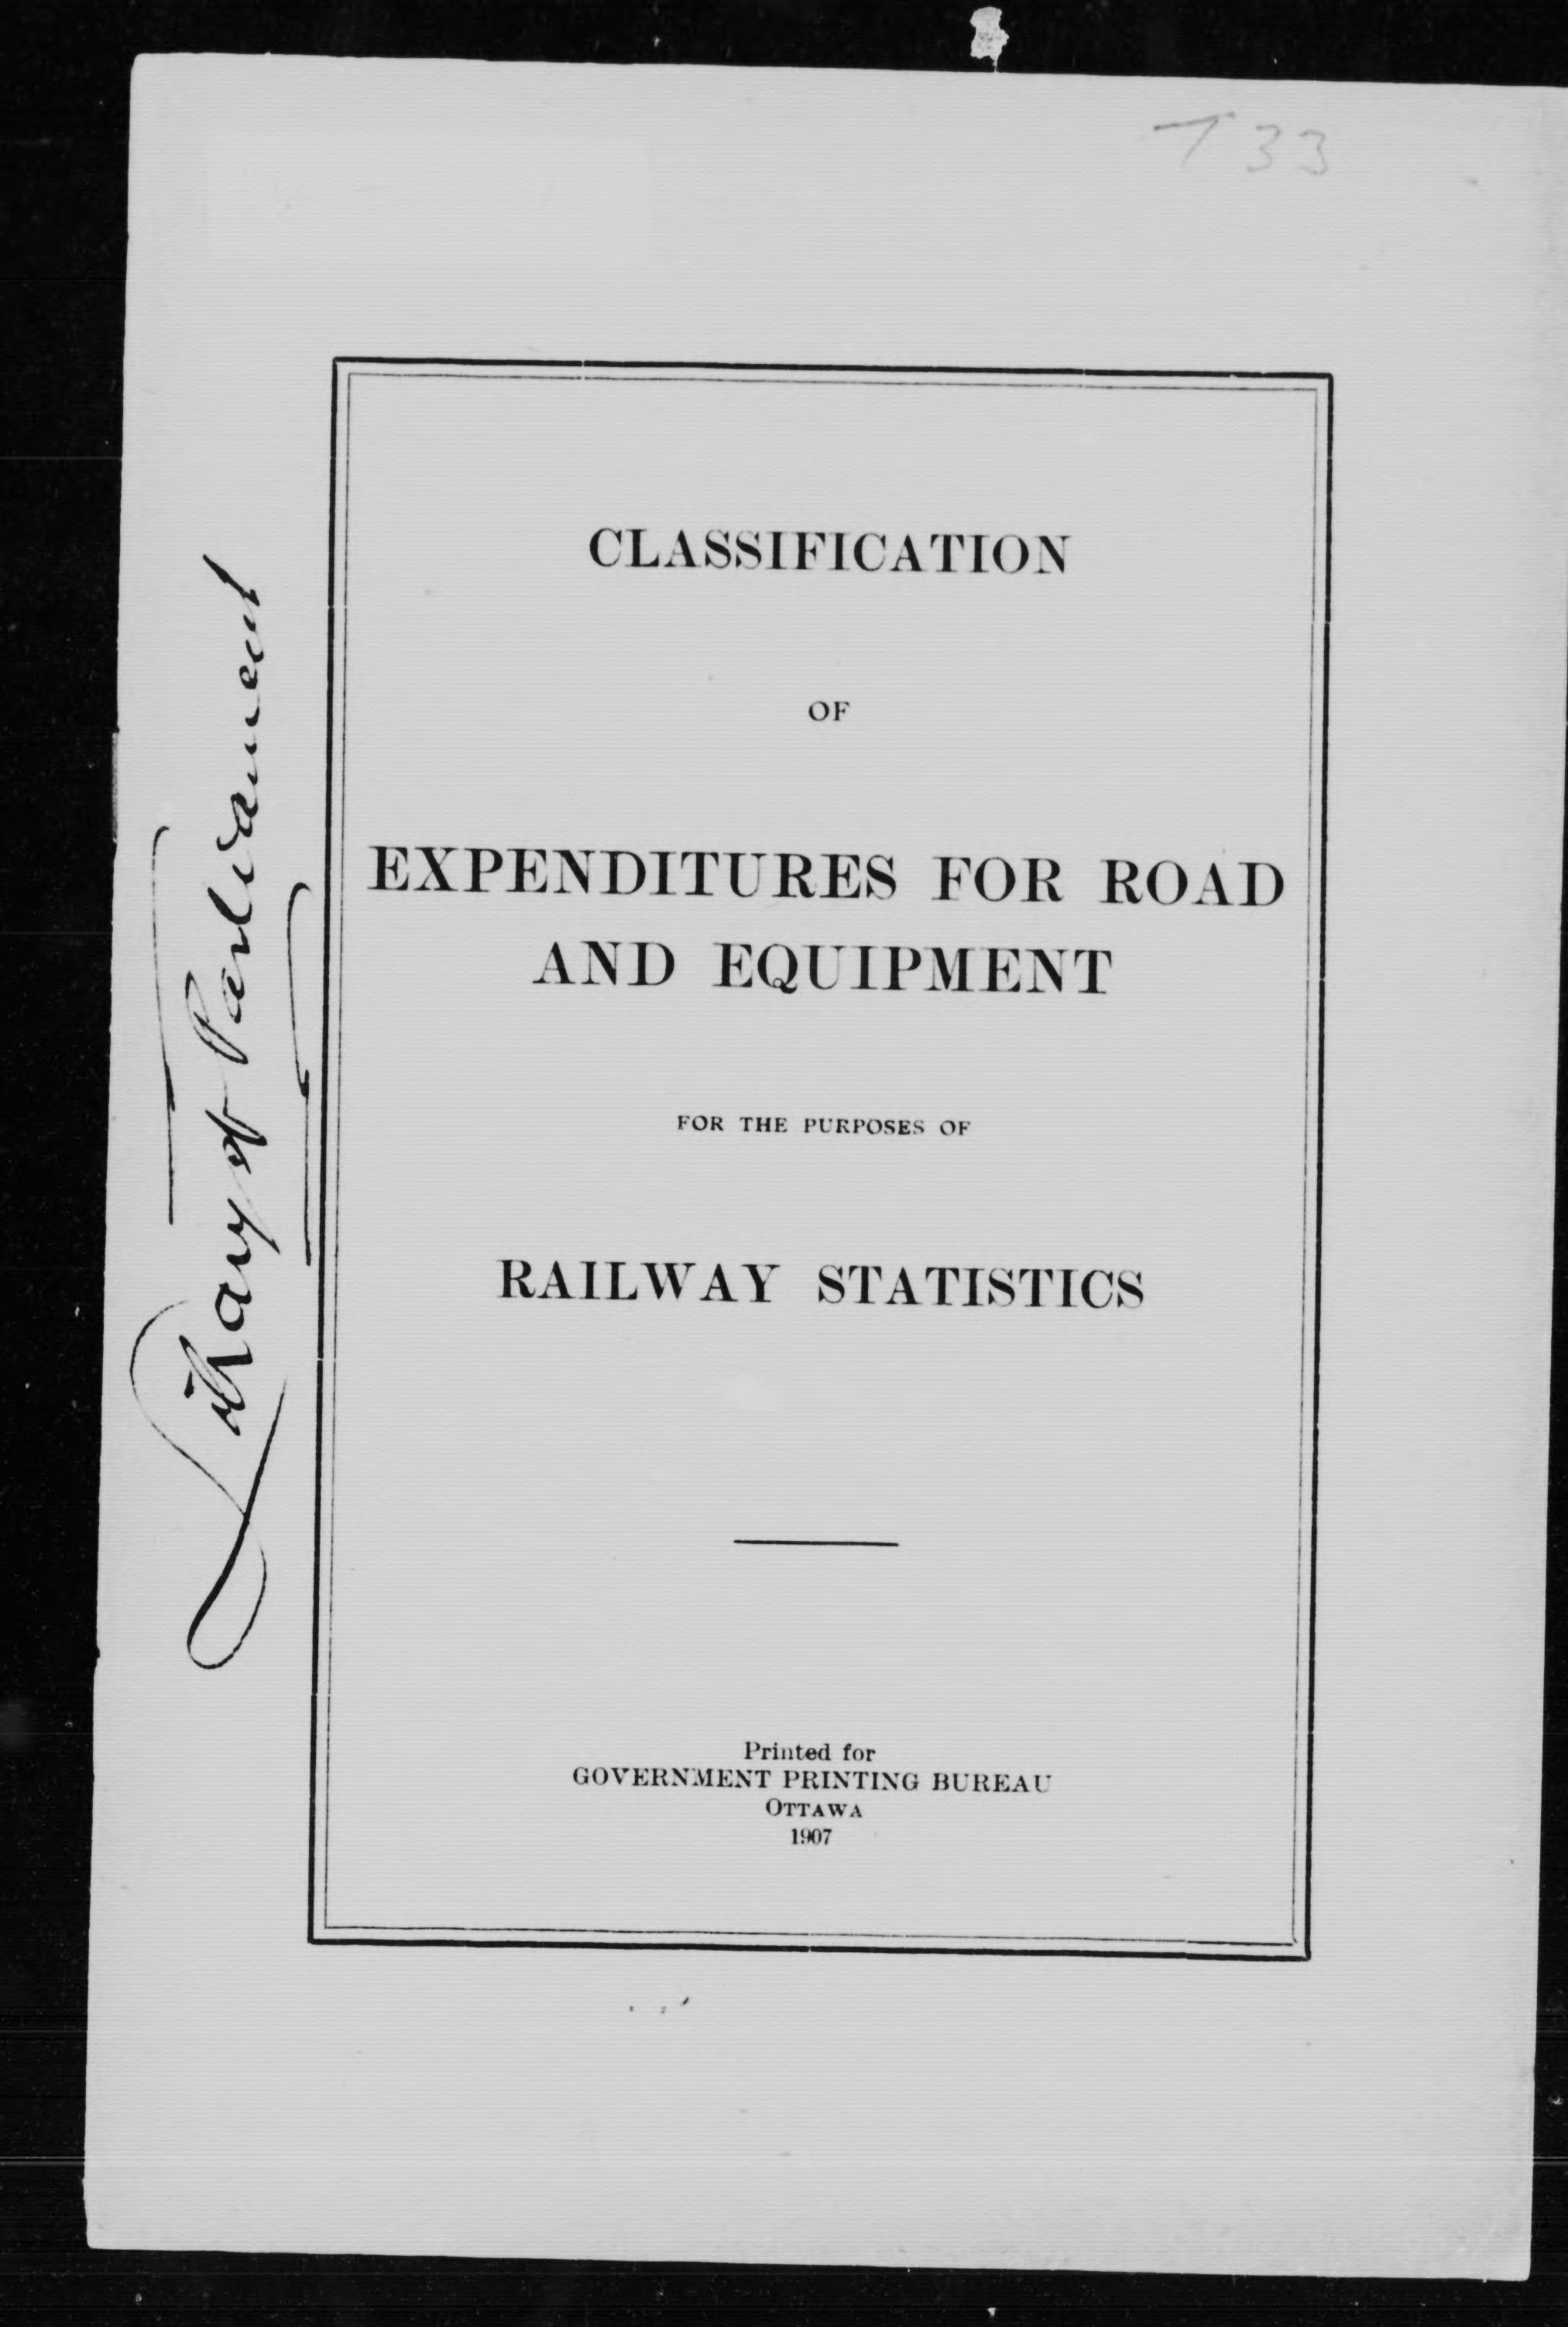 T 33
CLASSIFICATION
OF
EXPENDITURES FOR ROAD
AND EQUIPMENT
FOR THE PURPOSES OF
RAILWAY STATISTICS
Printed for
GOVERNMENT PRINTING BUREAU
OTTAWA
1907
Library of Parliament